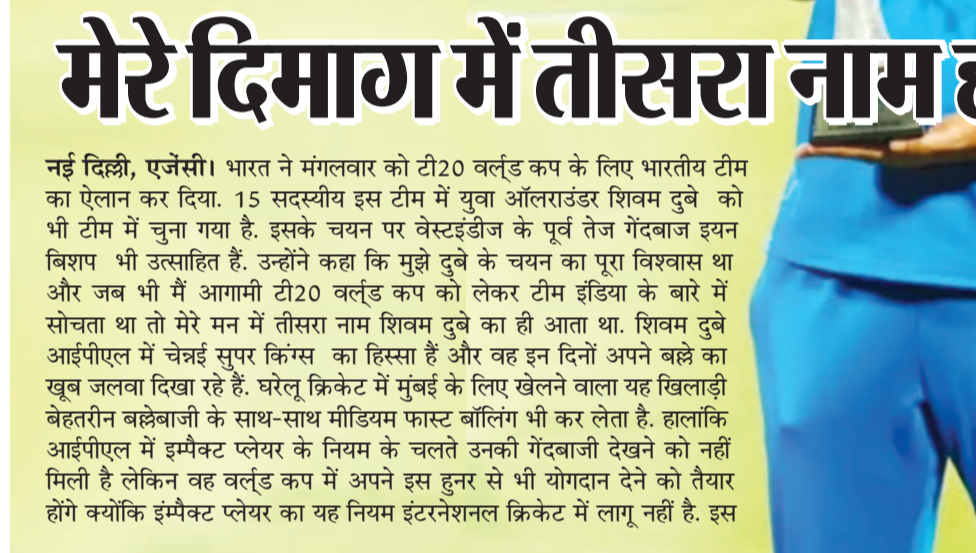 मेरे दिमाग में तीसरा नाम
नई दिल्ली, एजेंसी। भारत ने मंगलवार को टी20 वर्ल्ड कप के लिए भारतीय टीम
का ऐलान कर दिया. 15 सदस्यीय इस टीम में युवा ऑलराउंडर शिवम दुबे को
भी टीम में चुना गया है. इसके चयन पर वेस्टइंडीज के पूर्व तेज गेंदबाज इयन
बिशप भी उत्साहित हैं. उन्होंने कहा कि मुझे दुबे के चयन का पूरा विश्वास था
और जब भी मैं आगामी टी20 वर्ल्ड कप को लेकर टीम इंडिया के बारे में
सोचता था तो मेरे मन में तीसरा नाम शिवम दुबे का ही आता था. शिवम दुबे
आईपीएल में चेन्नई सुपर किंग्स का हिस्सा हैं और वह इन दिनों अपने बल्ले का
खूब जलवा दिखा रहे हैं. घरेलू क्रिकेट में मुंबई के लिए खेलने वाला यह खिलाड़ी
बेहतरीन बल्लेबाजी के साथ-साथ मीडियम फास्ट बॉलिंग भी कर लेता है. हालांकि
आईपीएल में इम्पैक्ट प्लेयर के नियम के चलते उनकी गेंदबाजी देखने को नहीं
मिली है लेकिन वह वर्ल्ड कप में अपने इस हुनर से भी योगदान देने को तैयार
होंगे क्योंकि इंम्पैक्ट प्लेयर का यह नियम इंटरनेशनल क्रिकेट में लागू नहीं है. इस